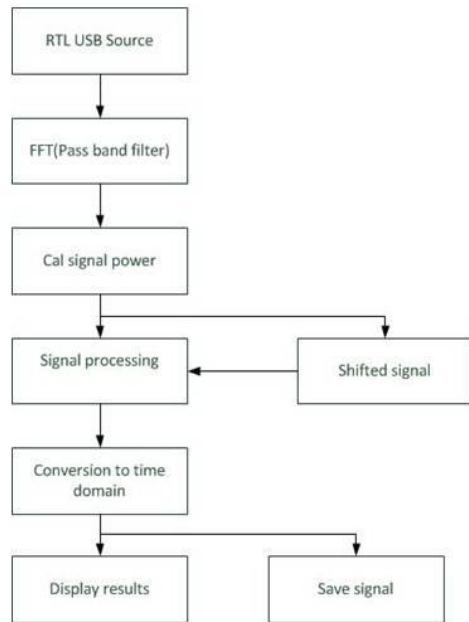 RTL USB Source
FFT(Pass band filter)
Cal signal power
Signal processing
Shifted signal
Conversion to time
domain
Display results
Save signal